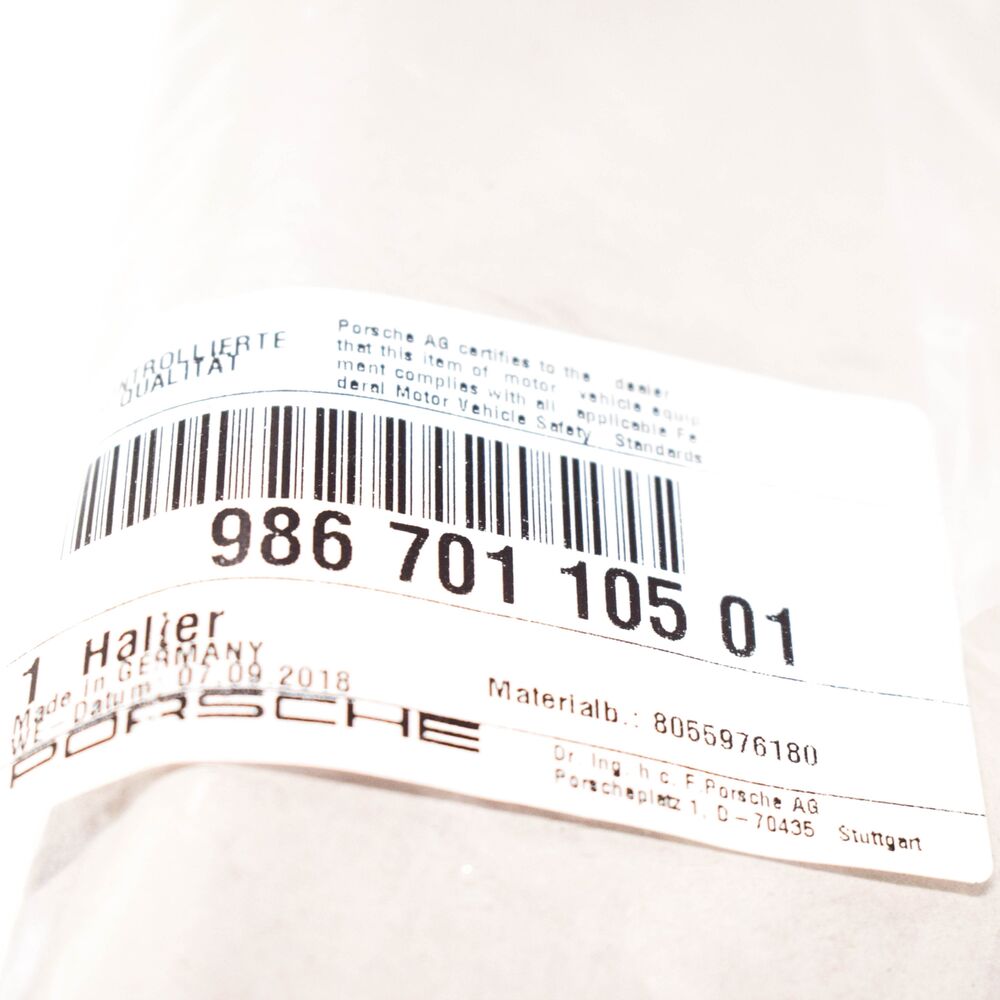 NTROLLIERTE
QUALITÄT
Porsche AG certifies to the dealer
that this item of motor vehicle equip
ment complies with all applicable Fe
deral Motor Vehicle Safety Standards
986 701 105 01
1 Halter
Made in GERMANY
WE-Datum: 07.09.2018
PORSCHE
Materialb.: 8055976180
Dr. Ing. h c. F.Porsche AG
Porscheplatz 1, D-70435 Stuttgart